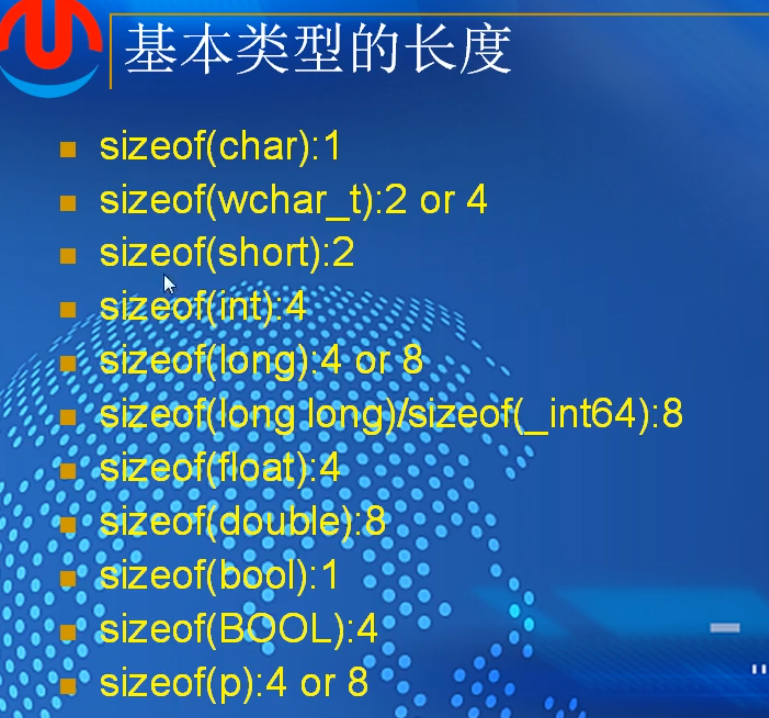 基本类型的长度
sizeof(char):1
sizeof(wchar_t):2 or 4
sizeof(short):2
sizeof(int):4
sizeof(long):4 or 8
sizeof(long long)/sizeof(_int64):8
sizeof(float):4
sizeof(double):8
sizeof(bool):1
sizeof(BOOL):4
sizeof(p):4 or 8